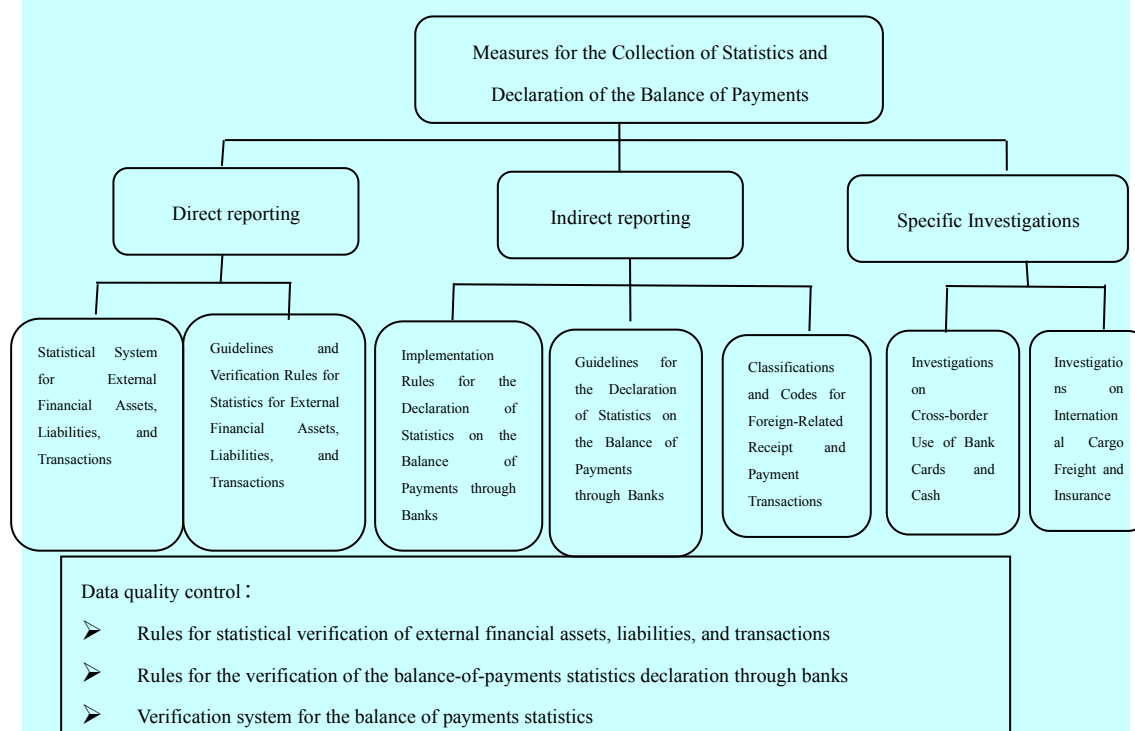 Measures for the Collection of Statistics and
Declaration of the Balance of Payments
Direct reporting
Indirect reporting
Specific Investigations
Statistical System
for External
Financial Assets,
Liabilities, and
Transactions
Guidelines and
Verification Rules for
Statistics for External
Financial Assets,
Liabilities, and
Transactions
Implementation
Rules for the
Declaration of
Statistics on the
Balance of
Payments through
Banks
Guidelines for
the Declaration
of Statistics on
the Balance of
Payments
through Banks
Classifications
and Codes for
Foreign-Related
Receipt and
Payment
Transactions
Investigations
on
Cross-border
Use of Bank
Cards and
Cash
Investigatio
ns on
Internation
al Cargo
Freight and
Insurance
Data quality control：
➢ Rules for statistical verification of external financial assets, liabilities, and transactions
➢ Rules for the verification of the balance-of-payments statistics declaration through banks
➢ Verification system for the balance of payments statistics